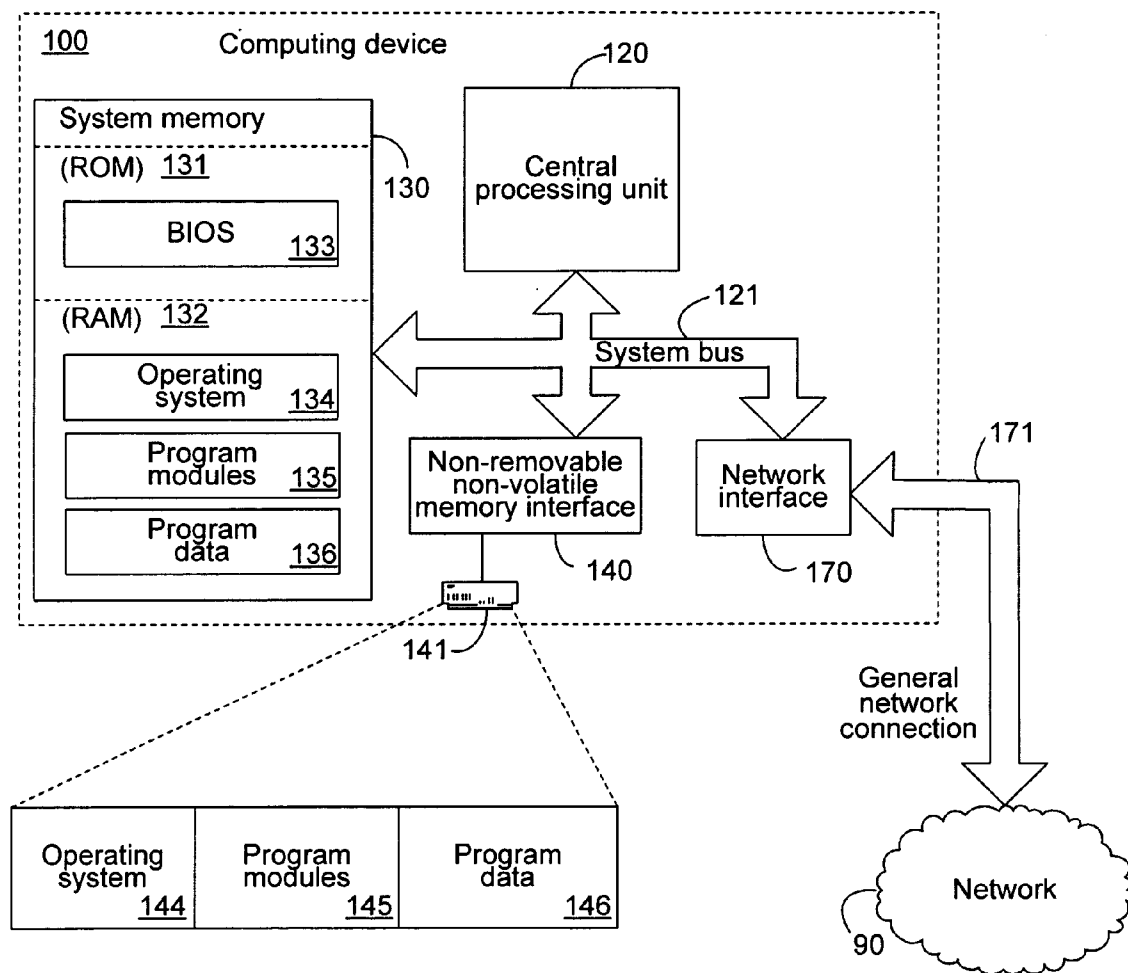 100 Computing device
120
System memory
130
(ROM) 131
BIOS 133
(RAM) 132
Operating
system 134
Program
modules 135
Program
data 136
Central
processing unit
121
System bus
Non-removable
non-volatile
memory interface
140
Network
interface
170
171
141
General
network
connection
Operating
system 144
Program
modules 145
Program
data 146
Network
90